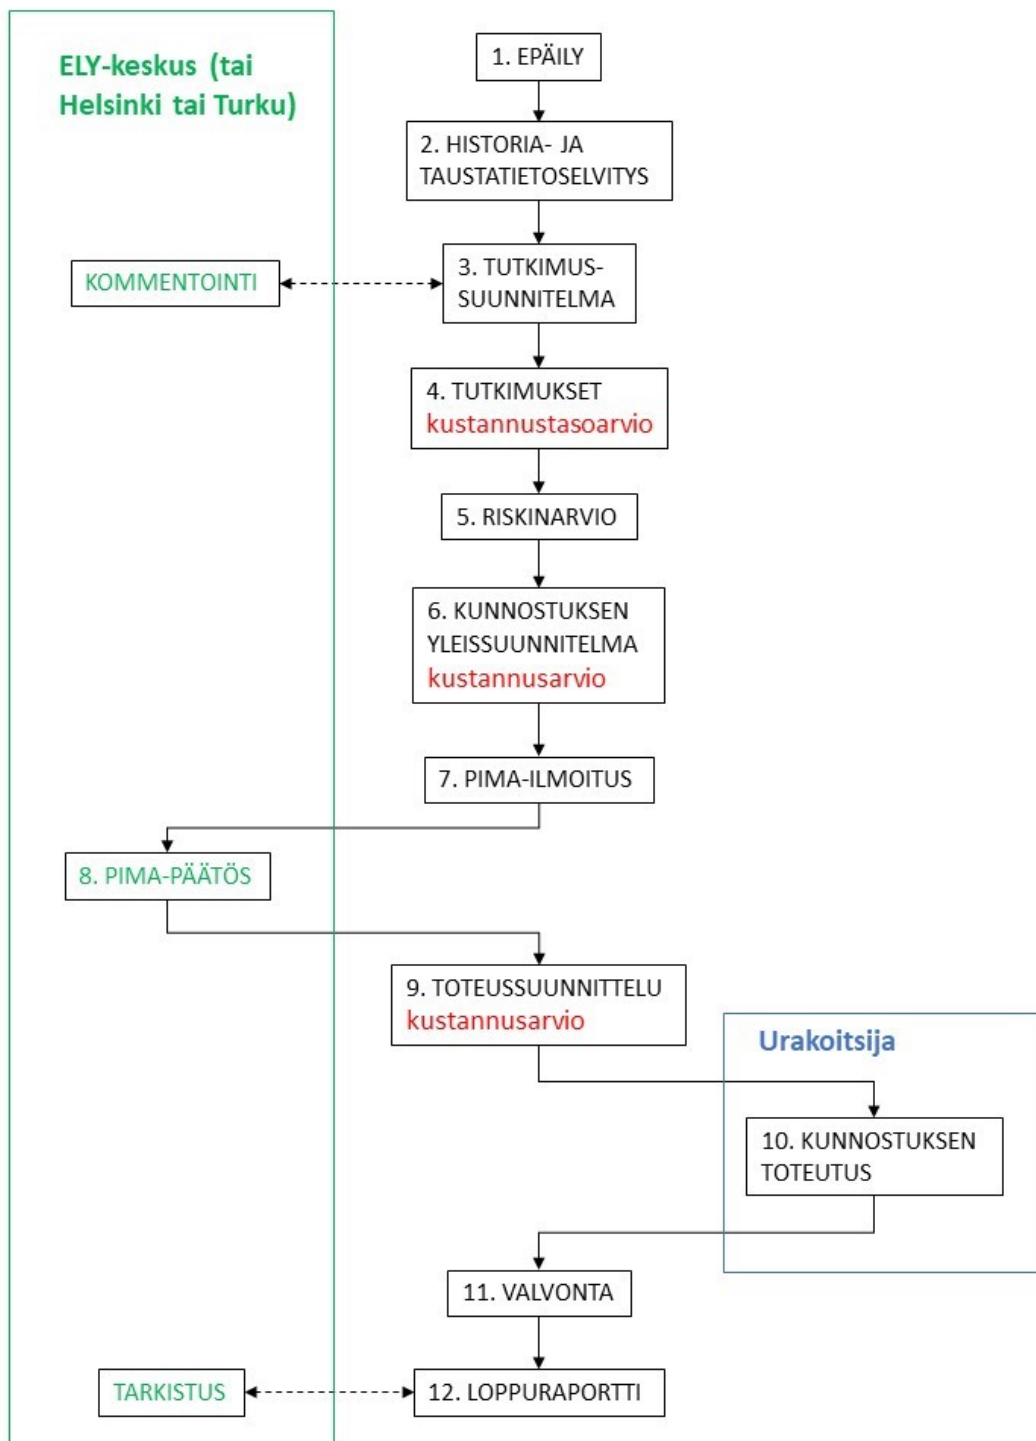 ELY-keskus (tai
Helsinki tai Turku)
1. EPÄILY
2. HISTORIA- JA
TAUSTATIETOSELVITYS
KOMMENTOINTI
3. TUTKIMUS-
SUUNNITELMA
4. TUTKIMUKSET
kustannustasoarvio
5. RISKINARVIO
6. KUNNOSTUKSEN
YLEISSUUNNITELMA
kustannusarvio
7. PIMA-ILMOITUS
8. PIMA-PÄÄTÖS
9. TOTEUSSUUNNITTELU
kustannusarvio
Urakoitsija
10. KUNNOSTUKSEN
TOTEUTUS
11. VALVONTA
TARKISTUS
12. LOPPURAPORTTI